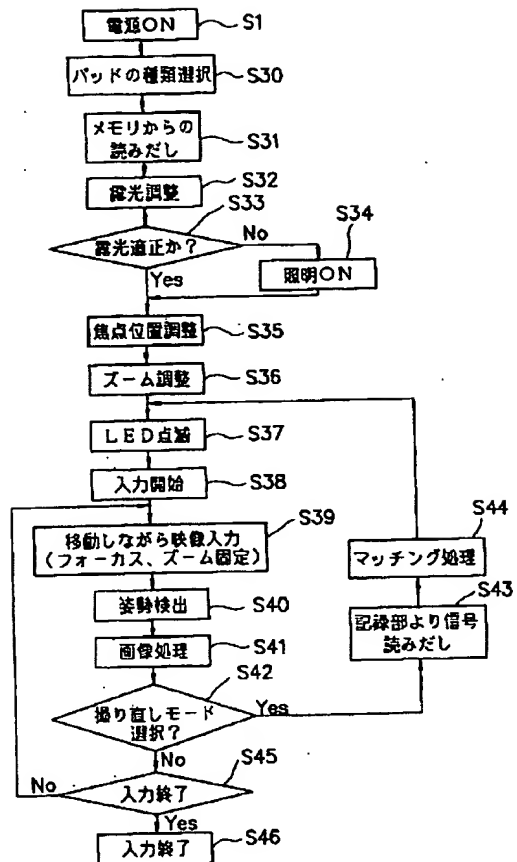 電源ON
S1
パッドの種類選択
S30
メモリからの
読みだし
S31
露光調整
S32
S33
露光適正か?
No
S34
照明ON
Yes
焦点位置調整
S35
ズーム調整
S36
LED点滅
S37
入力開始
S38
移動しながら映像入力
(フォーカス、ズーム固定)
S39
姿勢検出
S40
画像処理
S41
S42
撮り直しモード
選択?
Yes
No
S43
記録部より信号
読みだし
S44
マッチング処理
S45
入力終了
No
Yes
入力終了
S46